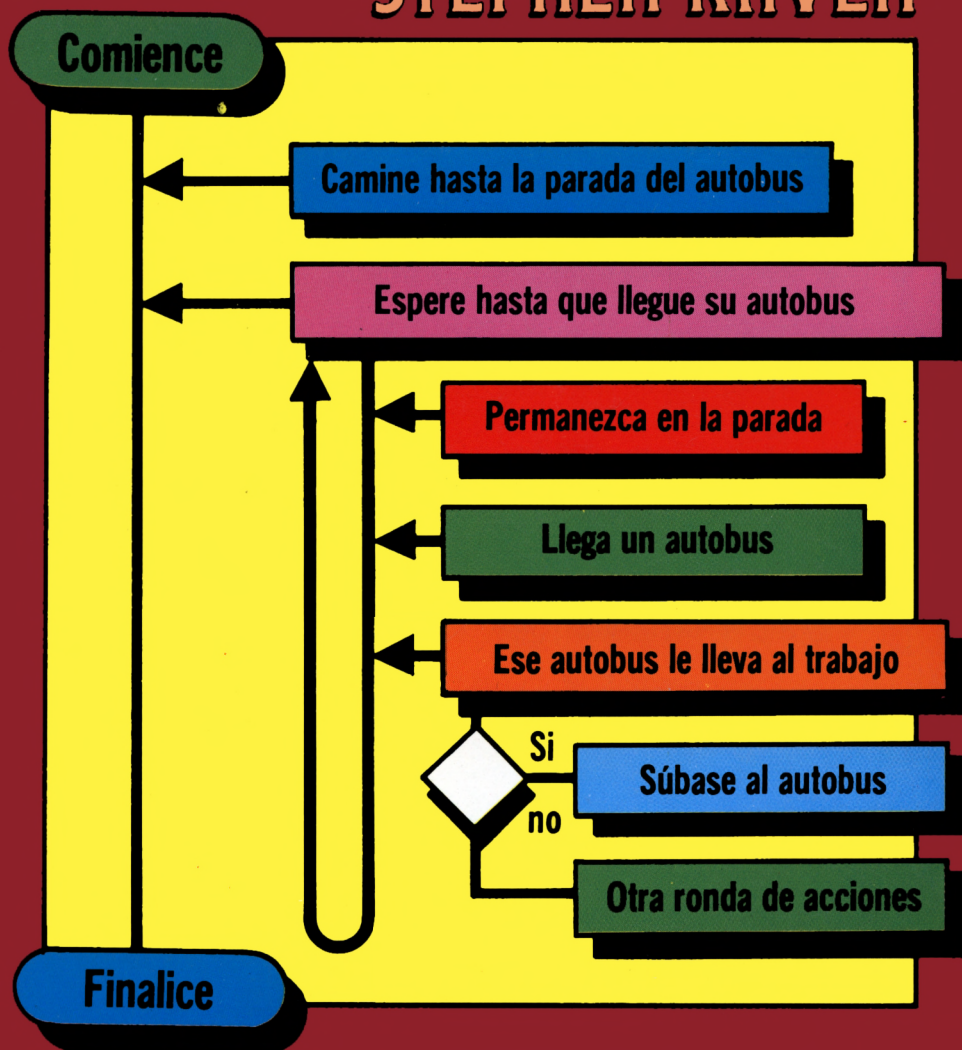 Comience
Camine hasta la parada del autobus
Espere hasta que llegue su autobus
Permanezca en la parada
Llega un autobus
Ese autobus le lleva al trabajo
Si
Súbase al autobus
no
Otra ronda de acciones
Finalice